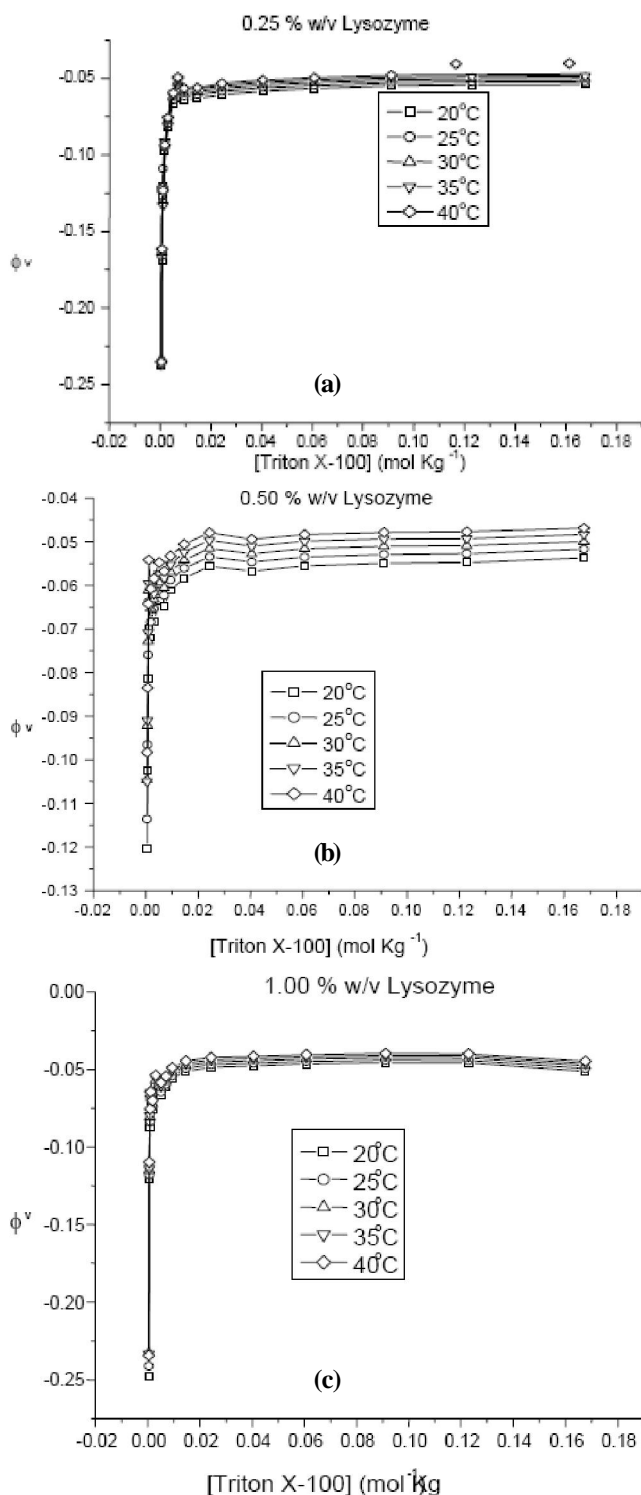 0.25 % w/v Lysozyme
-0.05
-0.10
-0.15
-0.20
-0.25
ϕv
20°C
25°C
30°C
35°C
40°C
(a)
-0.02 0.00 0.02 0.04 0.06 0.08 0.10 0.12 0.14 0.16 0.18
[Triton X-100] (mol Kg⁻¹)
0.50 % w/v Lysozyme
-0.04
-0.05
-0.06
-0.07
-0.08
-0.09
-0.10
-0.11
-0.12
-0.13
ϕv
20°C
25°C
30°C
35°C
40°C
(b)
-0.02 0.00 0.02 0.04 0.06 0.08 0.10 0.12 0.14 0.16 0.18
[Triton X-100] (mol Kg⁻¹)
1.00 % w/v Lysozyme
0.00
-0.05
-0.10
-0.15
-0.20
-0.25
ϕv
20°C
25°C
30°C
35°C
40°C
(c)
-0.02 0.00 0.02 0.04 0.06 0.08 0.10 0.12 0.14 0.16 0.18
[Triton X-100] (mol⁻¹Kg